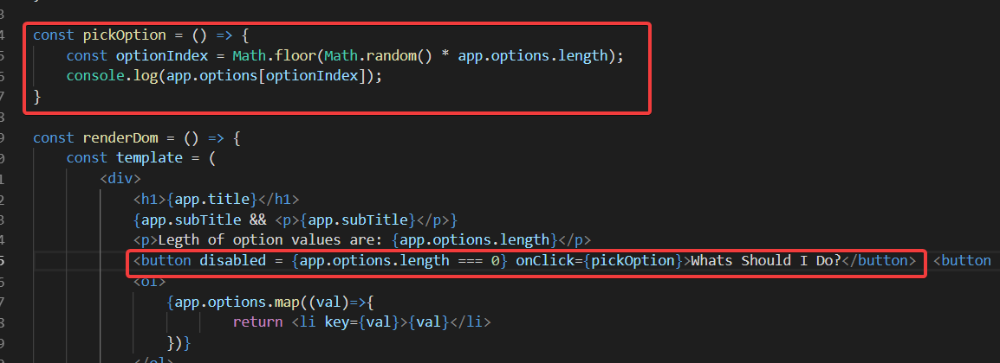 const pickOption = () => {
const optionIndex = Math.floor(Math.random() * app.options.length);
console.log(app.options[optionIndex]);
}
const renderDom = () => {
const template = (
<div>
<h1>{app.title}</h1>
{app.subTitle && <p>{app.subTitle}</p>}
<p>Legth of option values are: {app.options.length}</p>
<button disabled = {app.options.length === 0} onClick={pickOption}>Whats Should I Do?</button> <button
<ol>
{app.options.map((val)=>{
return <li key={val}>{val}</li>
})}
</ol>